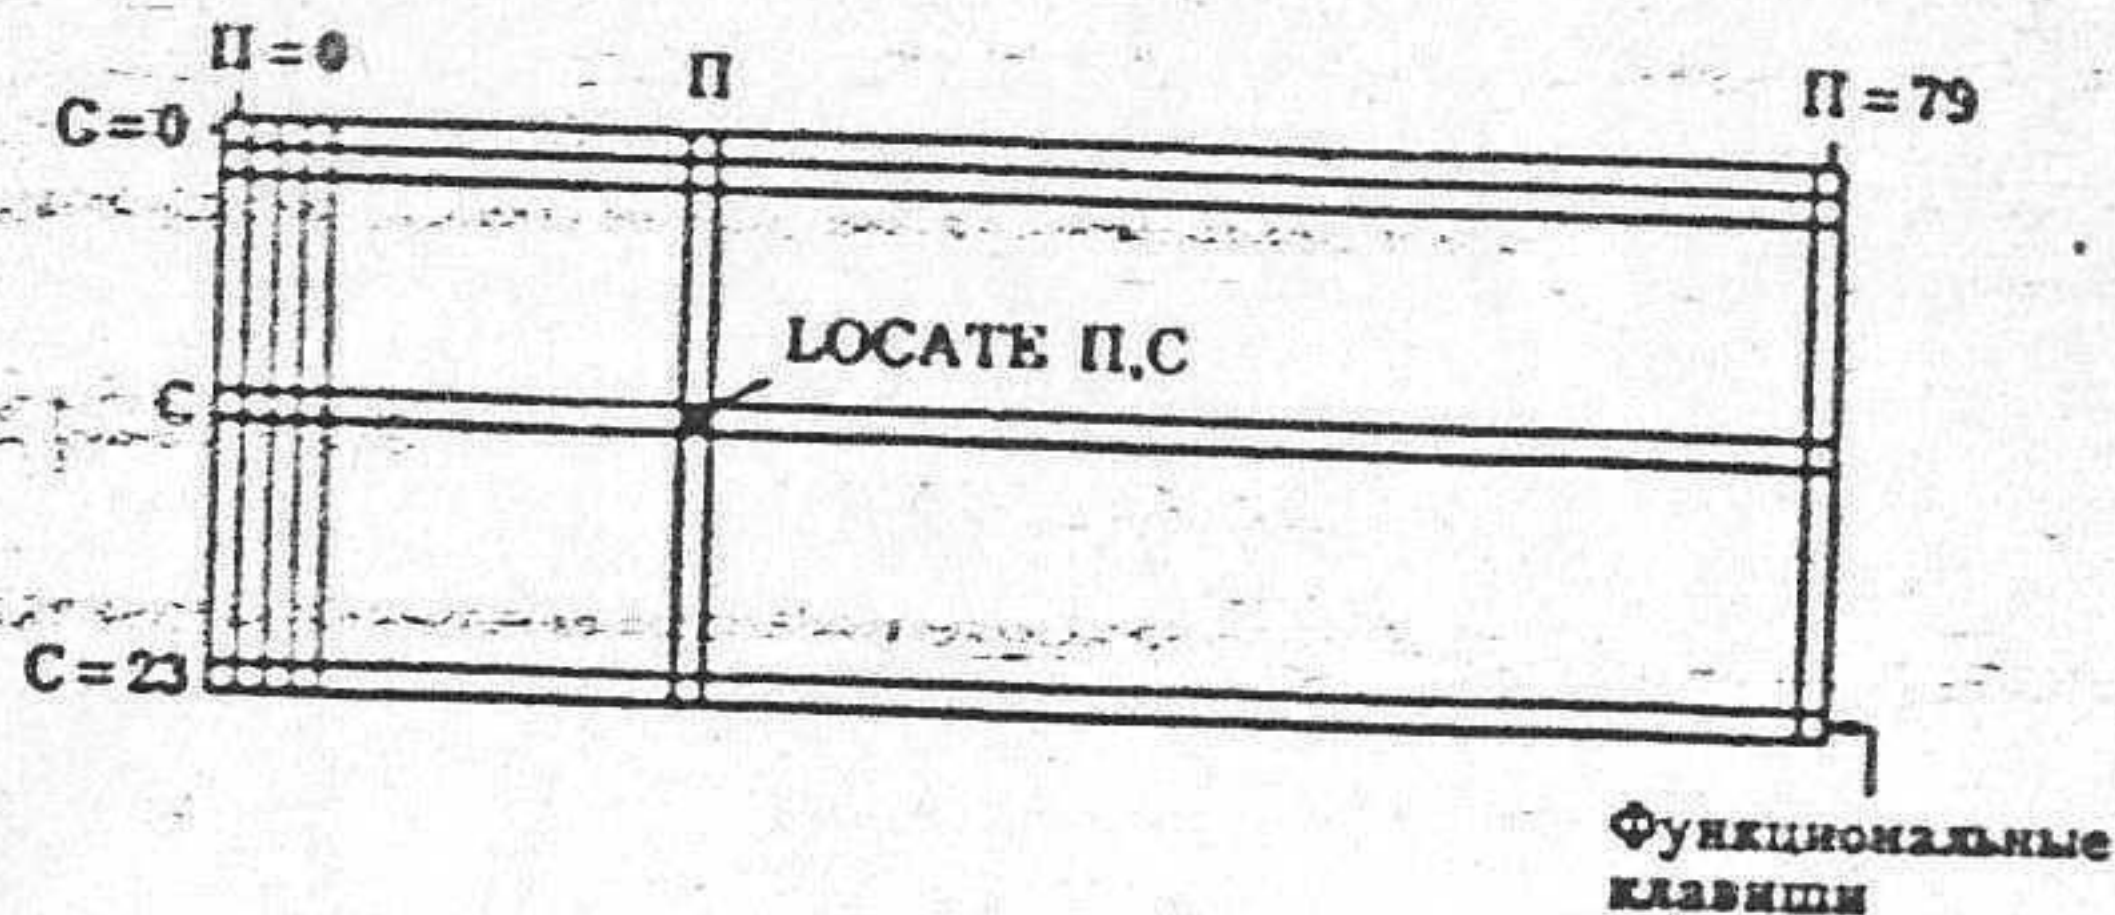 П = 0
П
П = 79
С = 0
LOCATE П,С
С
С = 23
Функциональные
клавиши